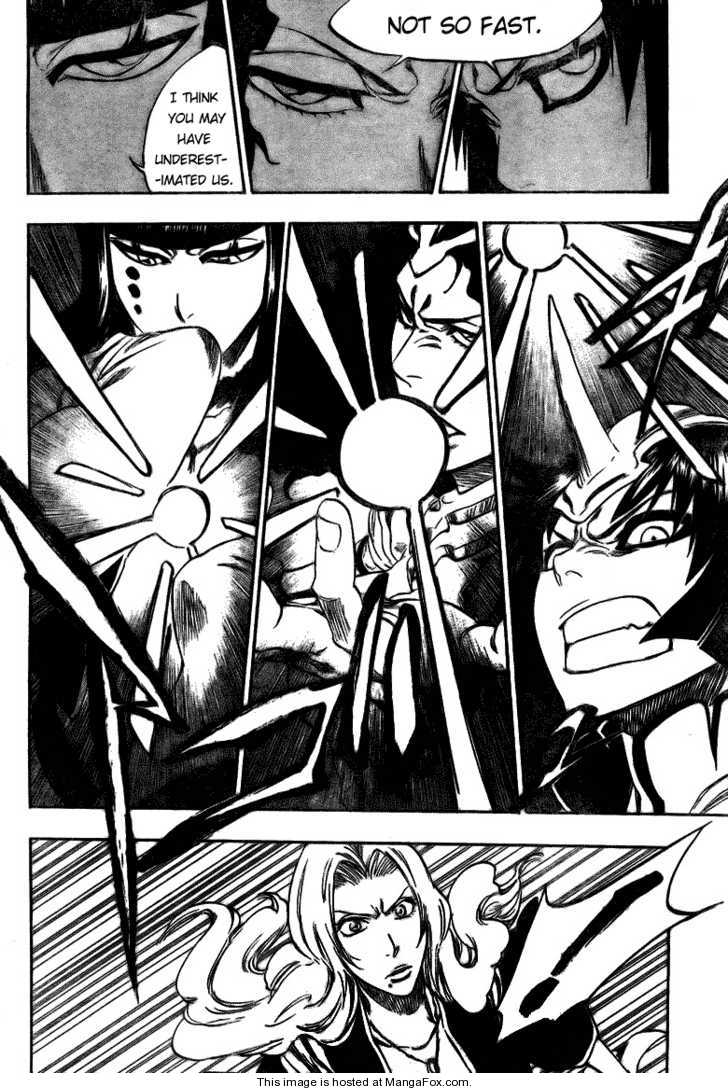 NOT SO FAST.
I THINK
YOU MAY
HAVE
UNDEREST-
-IMATED US.
This image is hosted at MangaFox.com.